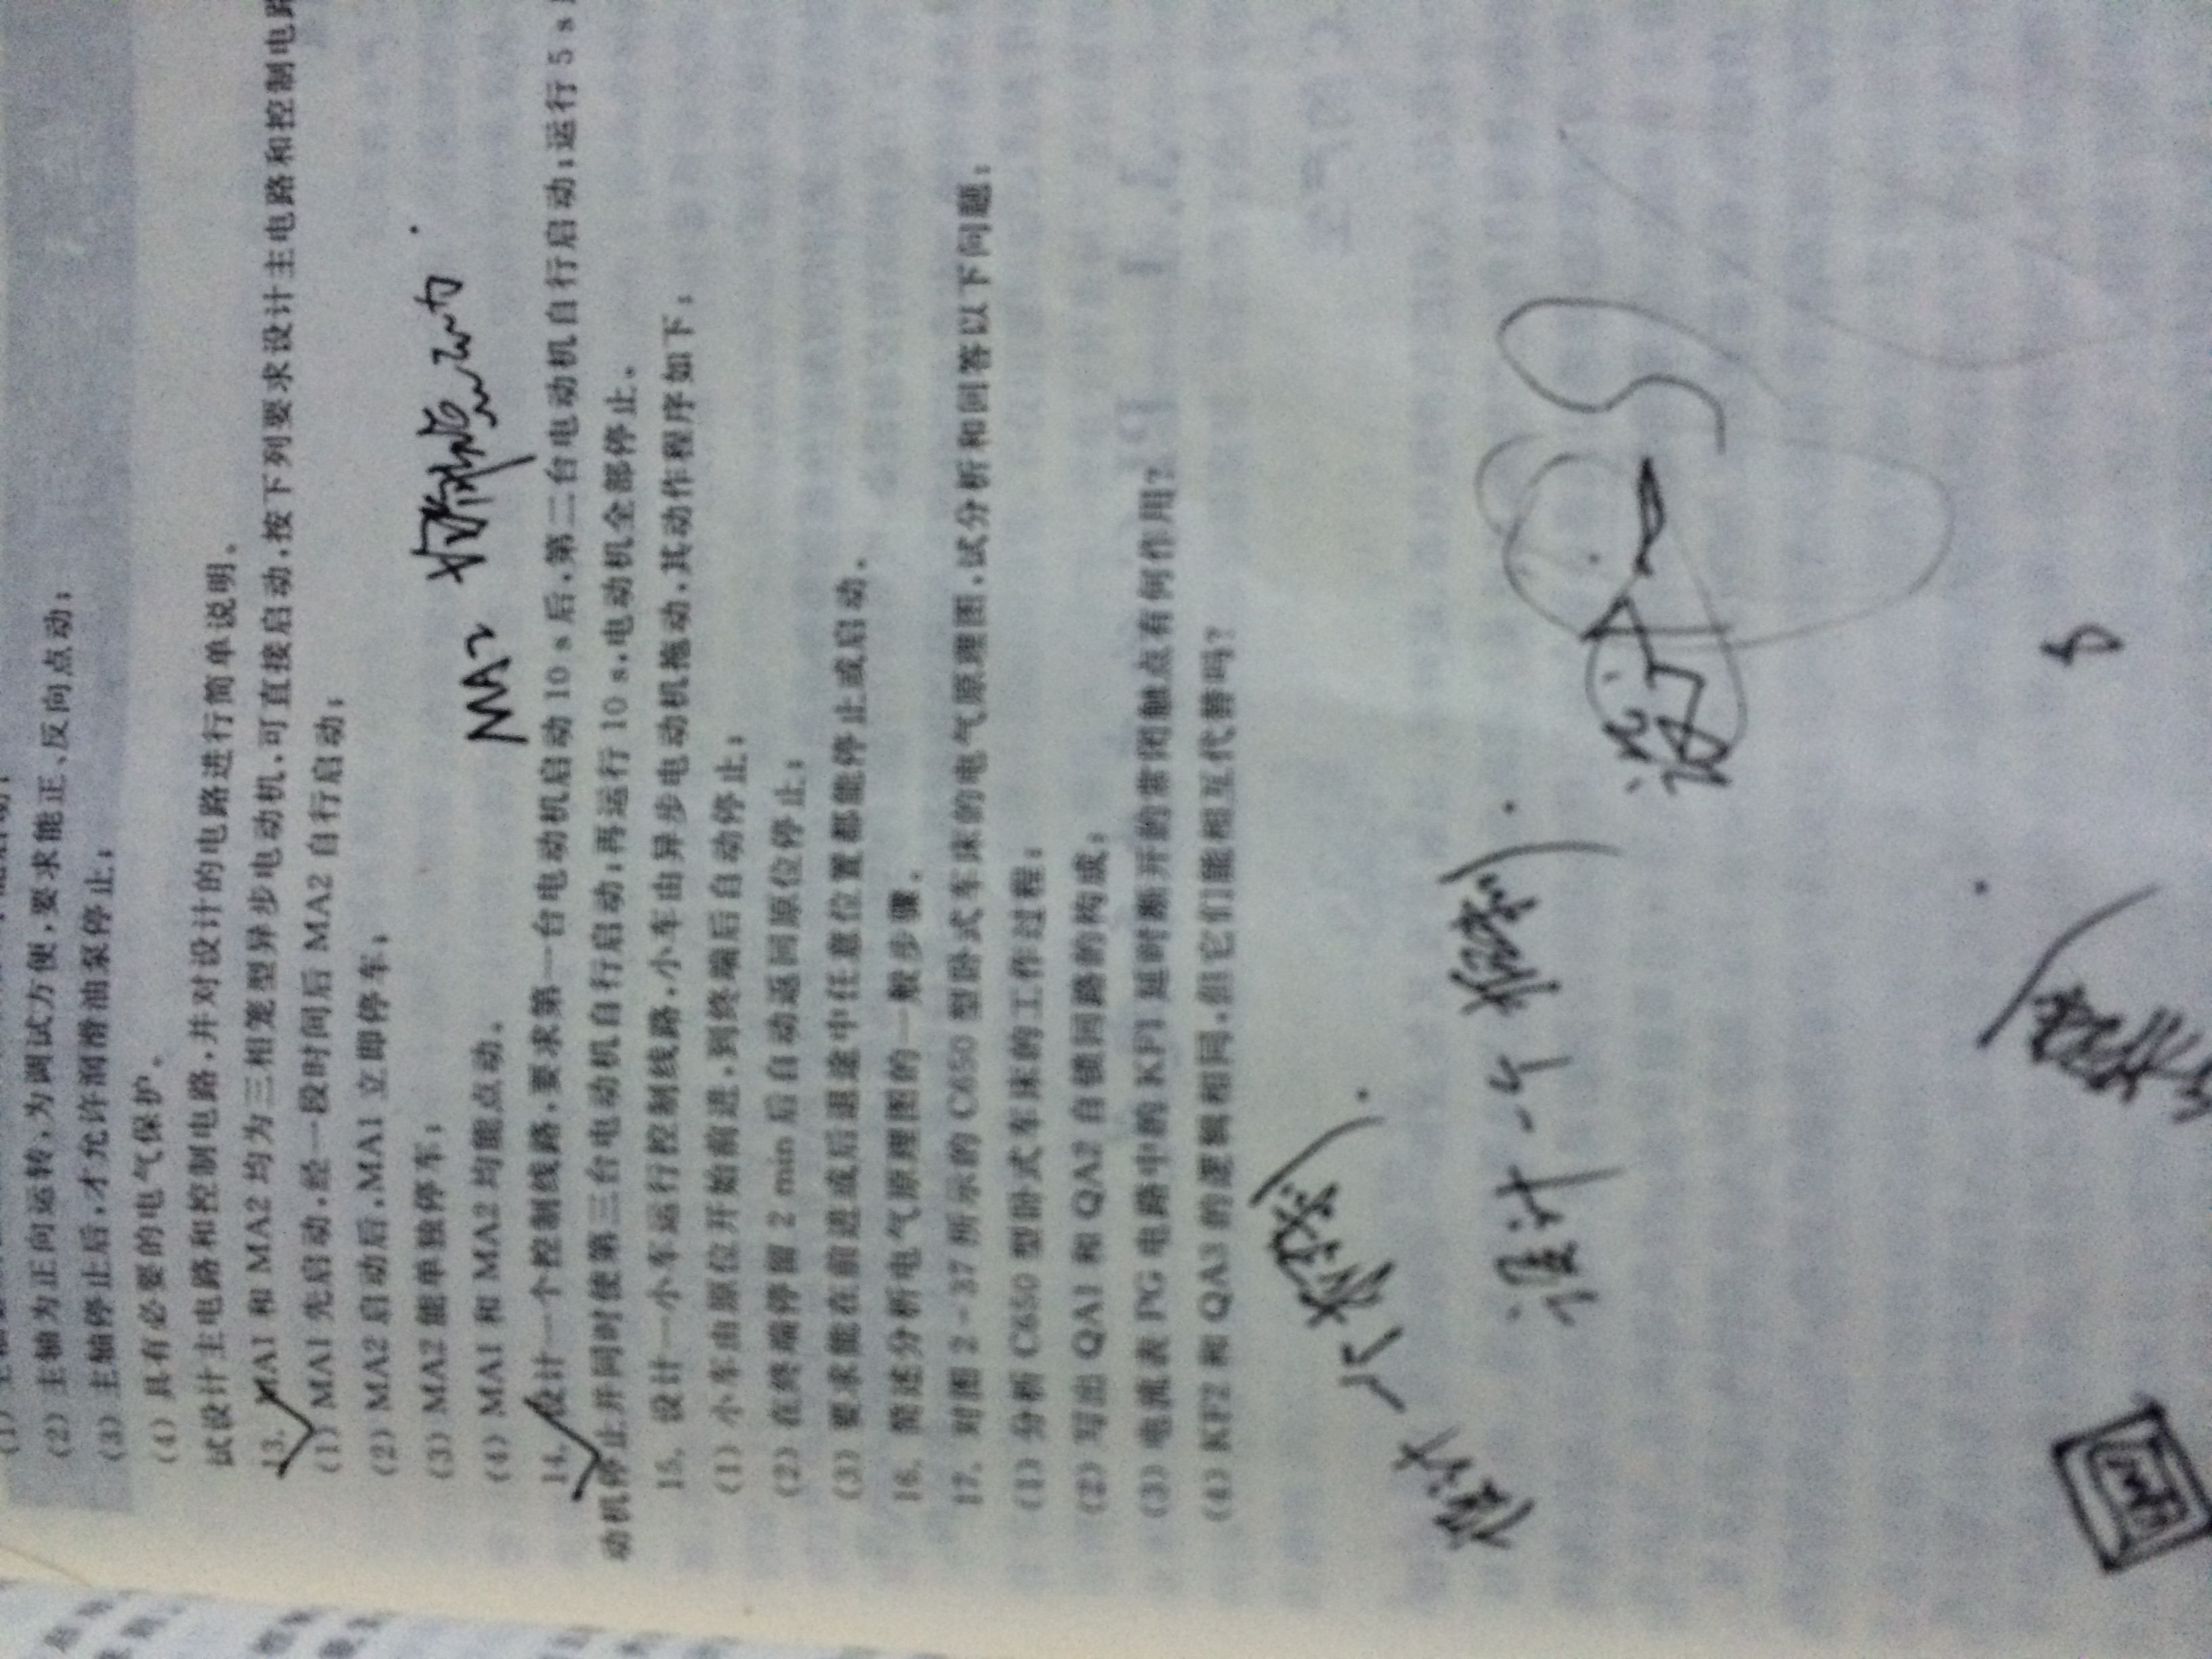 (2) 主轴为正向运转,为调试方便,要求能正、反向点动;
(3) 主轴停止后,才允许润滑油泵停止;
(4) 具有必要的电气保护。
试设计主电路和控制电路,并对设计的电路进行简单说明。
13. MA1 和 MA2 均为三相笼型异步电动机,可直接启动,按下列要求设计主电路和控制电路
(1) MA1 先启动,经一段时间后 MA2 自行启动;
(2) MA2 启动后,MA1 立即停车;
(3) MA2 能单独停车;
(4) MA1 和 MA2 均能点动。
MA2
14. 设计一个控制线路,要求第一台电动机启动 10 s 后,第二台电动机自行启动;运行 5 s
动机停止并同时使第三台电动机自行启动;再运行 10 s,电动机全部停止。
15. 设计一小车运行控制线路,小车由异步电动机拖动,其动作程序如下:
(1) 小车由原位开始前进,到终端后自动停止;
(2) 在终端停留 2 min 后自动返回原位停止;
(3) 要求能在前进或后退途中任意位置都能停止或启动。
16. 简述分析电气原理图的一般步骤。
17. 对图 2-37 所示的 C650 型卧式车床的电气原理图,试分析和回答以下问题:
(1) 分析 C650 型卧式车床的工作过程;
(2) 写出 QA1 和 QA2 自锁回路的构成;
(3) 电流表 PG 电路中的 KF1 延时断开的常闭触点有何作用?
(4) KF2 和 QA3 的逻辑相同,但它们能相互代替吗?
设计